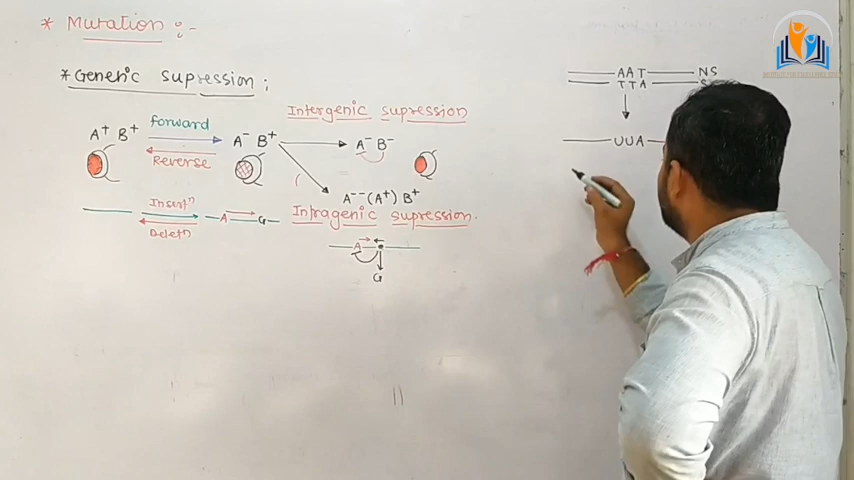 * Mutation :-
* Genetic Supression ;
Intergenic supression
A⁺ B⁺ forward A⁻ B⁺ A⁻ B⁻
Reverse
A⁻⁻(A⁺) B⁺
Insertⁿ A G Intragenic supression.
Deletⁿ
A
G
AAT NS
TTA
UUA